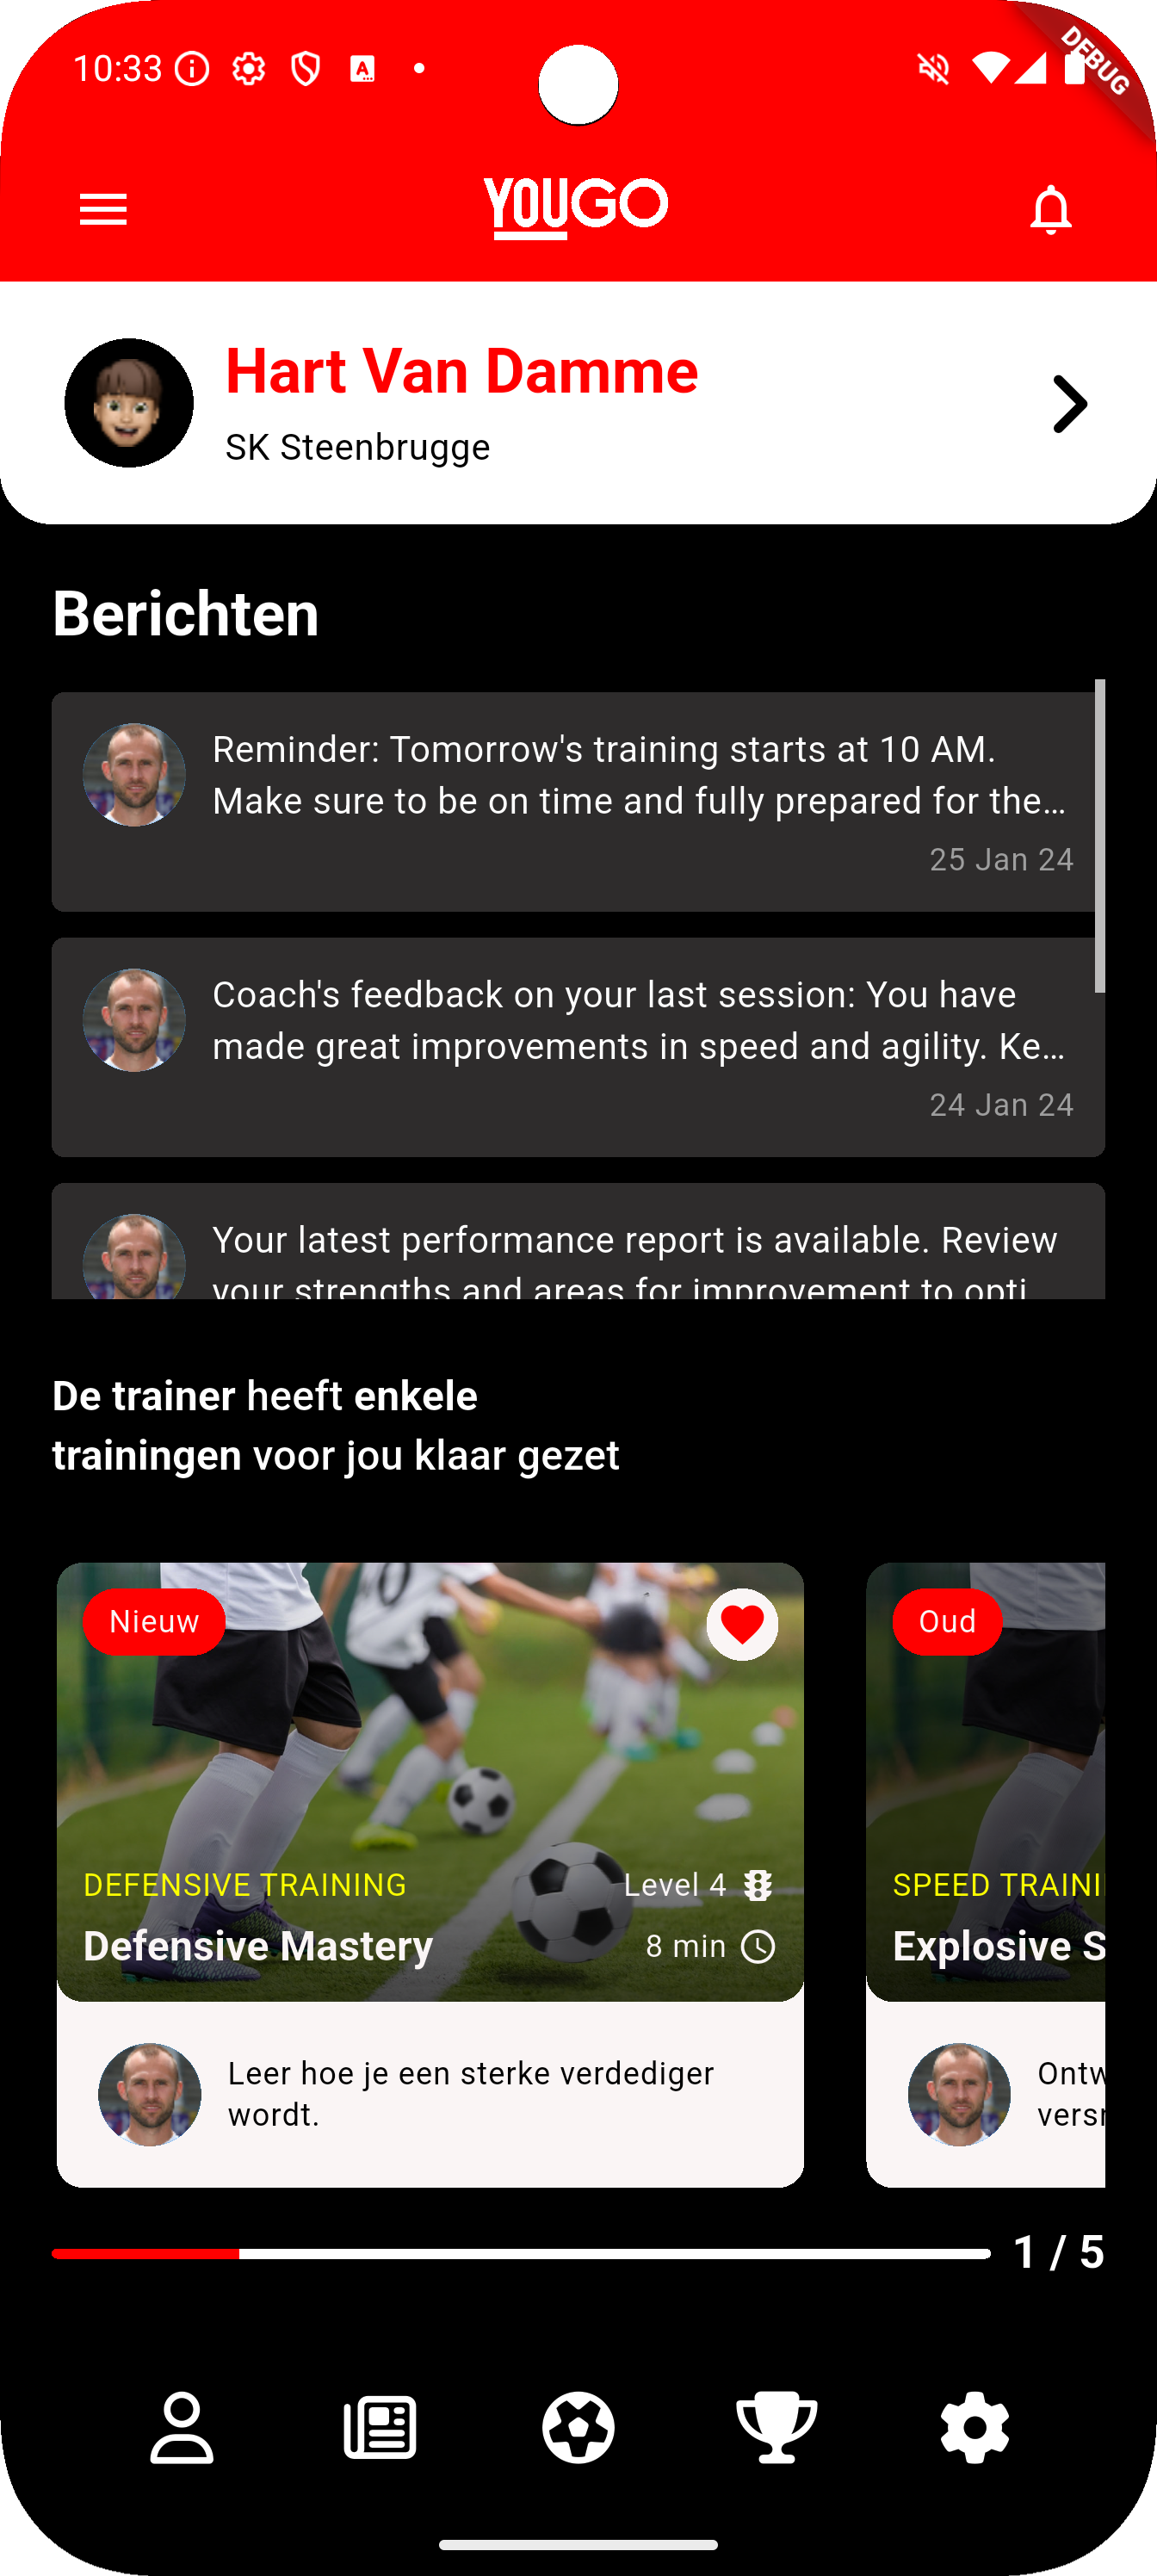 10:33
DEBUG
YOUGO
Hart Van Damme
SK Steenbrugge
Berichten
Reminder: Tomorrow's training starts at 10 AM.
Make sure to be on time and fully prepared for the…
25 Jan 24
Coach's feedback on your last session: You have
made great improvements in speed and agility. Ke…
24 Jan 24
Your latest performance report is available. Review
your strengths and areas for improvement to opti
De trainer heeft enkele
trainingen voor jou klaar gezet
Nieuw
DEFENSIVE TRAINING
Level 4
Defensive Mastery
8 min
Leer hoe je een sterke verdediger
wordt.
Oud
SPEED TRAINI
Explosive S
Ontw
vers
1 / 5